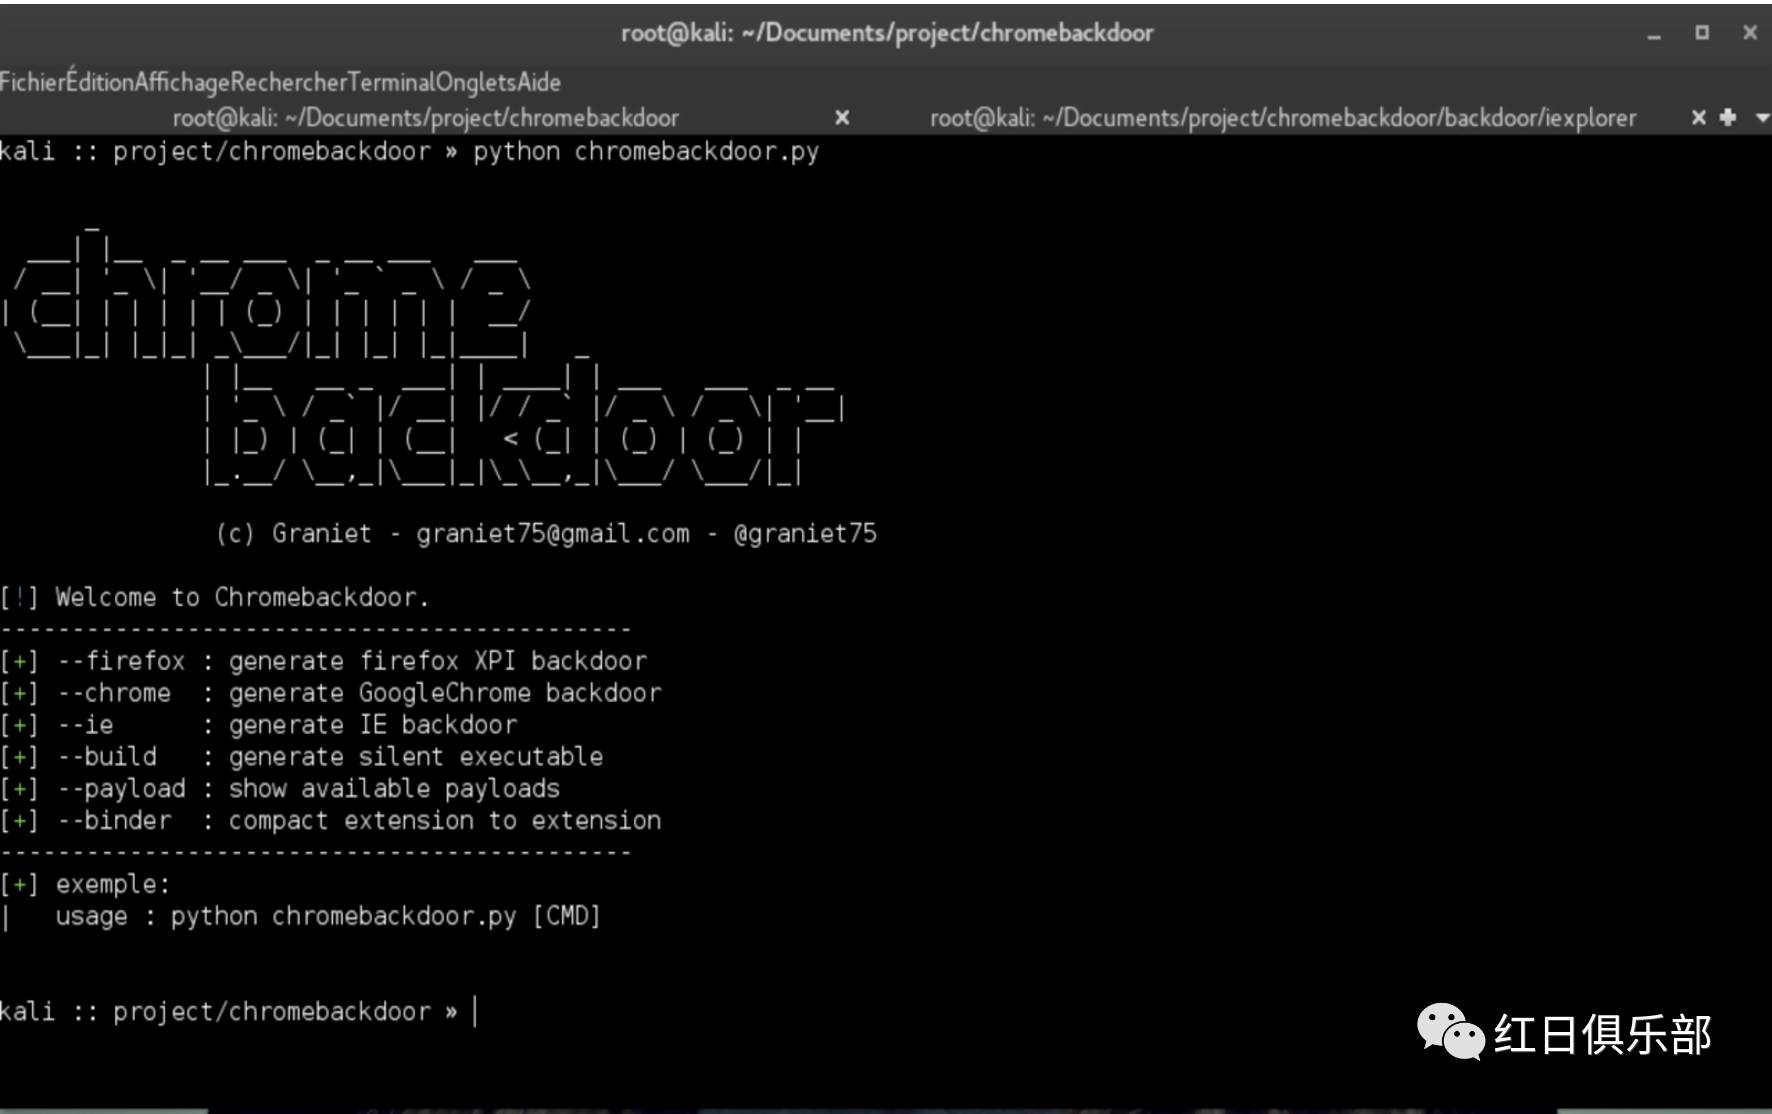 root@kali: ~/Documents/project/chromebackdoor
FichierÉditionAffichageRechercherTerminalOngletsAide
root@kali: ~/Documents/project/chromebackdoor
root@kali: ~/Documents/project/chromebackdoor/backdoor/iexplorer
kali :: project/chromebackdoor » python chromebackdoor.py
chrome
backdoor
(c) Graniet - graniet75@gmail.com - @graniet75
[!] Welcome to Chromebackdoor.
--------------------------------------------
[+] --firefox : generate firefox XPI backdoor
[+] --chrome  : generate GoogleChrome backdoor
[+] --ie      : generate IE backdoor
[+] --build   : generate silent executable
[+] --payload : show available payloads
[+] --binder  : compact extension to extension
--------------------------------------------
[+] exemple:
|   usage : python chromebackdoor.py [CMD]
kali :: project/chromebackdoor »
红日俱乐部